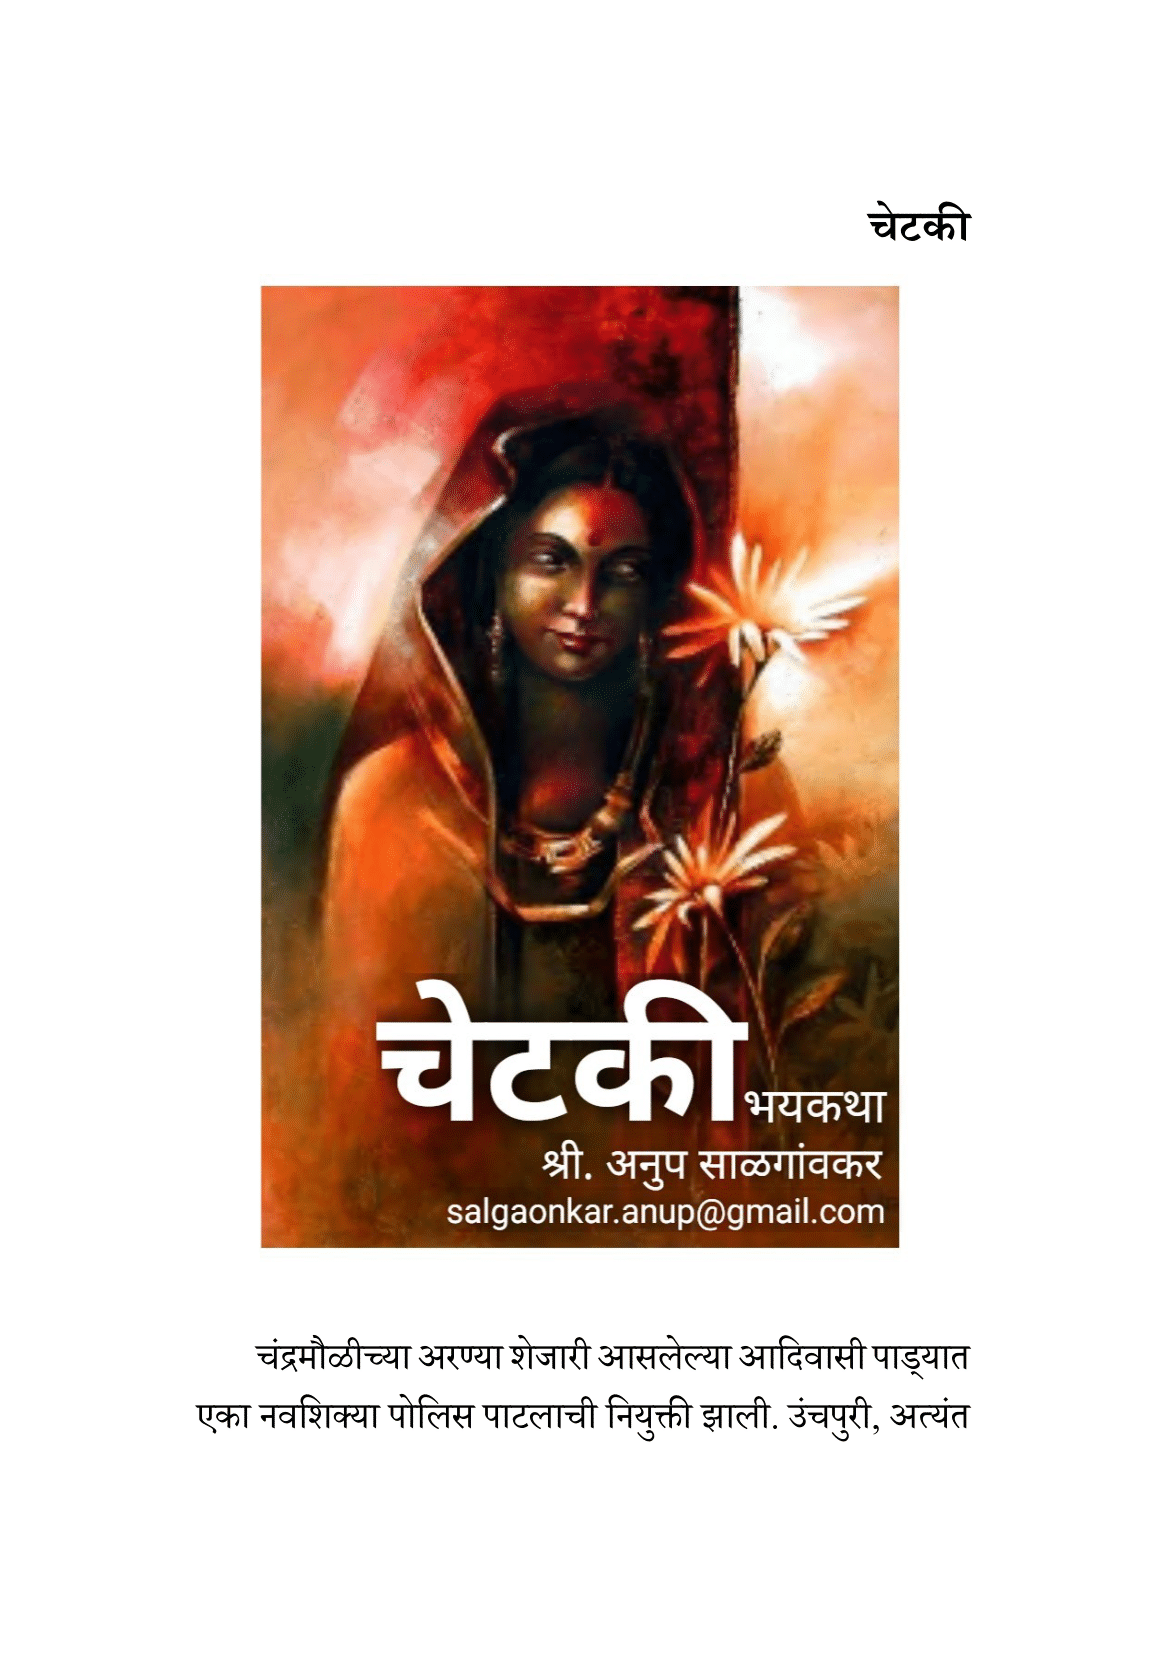 चेटकी
चेटकी भयकथा
श्री. अनुप साळगांवकर
salgaonkar.anup@gmail.com
चंद्रमौळीच्या अरण्या शेजारी आसलेल्या आदिवासी पाड्यात
एका नवशिक्या पोलिस पाटलाची नियुक्ती झाली. उंचपुरी, अत्यंत